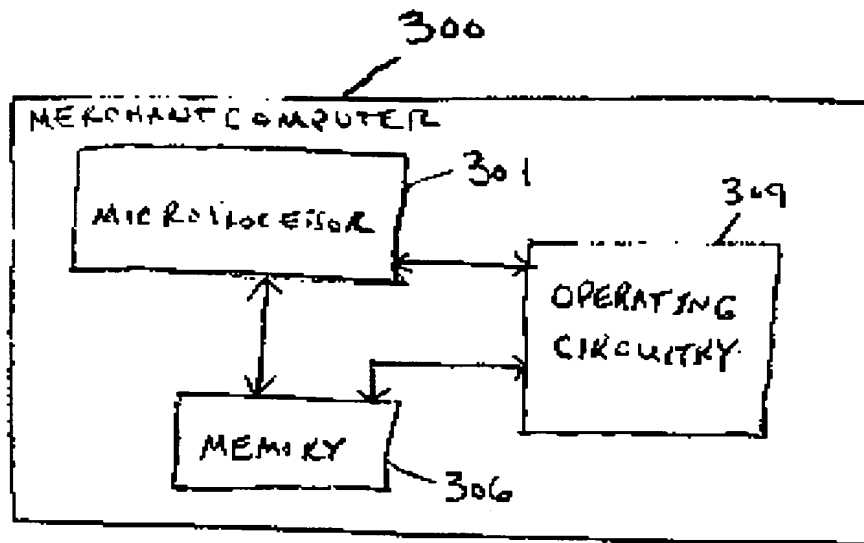 300
MERCHANT COMPUTER
301
MICROPROCESSOR
309
OPERATING
CIRCUITRY
MEMORY
306